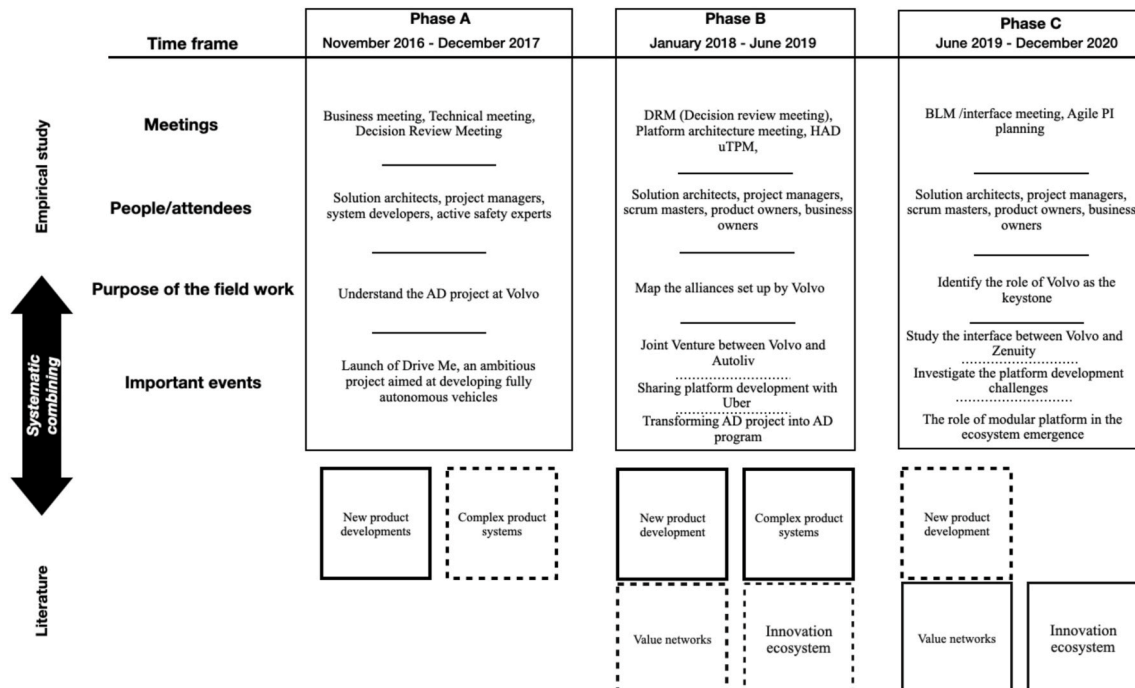 Time frame
Phase A
November 2016 - December 2017
Phase B
January 2018 - June 2019
Phase C
June 2019 - December 2020
Empirical study
Systematic
combining
Literature
Meetings
Business meeting, Technical meeting,
Decision Review Meeting
DRM (Decision review meeting),
Platform architecture meeting, HAD
uTPM,
BLM /interface meeting, Agile PI
planning
People/attendees
Solution architects, project managers,
system developers, active safety experts
Solution architects, project managers,
scrum masters, product owners, business
owners
Solution architects, project managers,
scrum masters, product owners, business
owners
Purpose of the field work
Understand the AD project at Volvo
Map the alliances set up by Volvo
Identify the role of Volvo as the
keystone
Important events
Launch of Drive Me, an ambitious
project aimed at developing fully
autonomous vehicles
Joint Venture between Volvo and
Autoliv
Sharing platform development with
Uber
Transforming AD project into AD
program
Study the interface between Volvo and
Zenuity
Investigate the platform development
challenges
The role of modular platform in the
ecosystem emergence
New product
developments
Complex product
systems
New product
development
Complex product
systems
Value networks
Innovation
ecosystem
New product
development
Value networks
Innovation
ecosystem